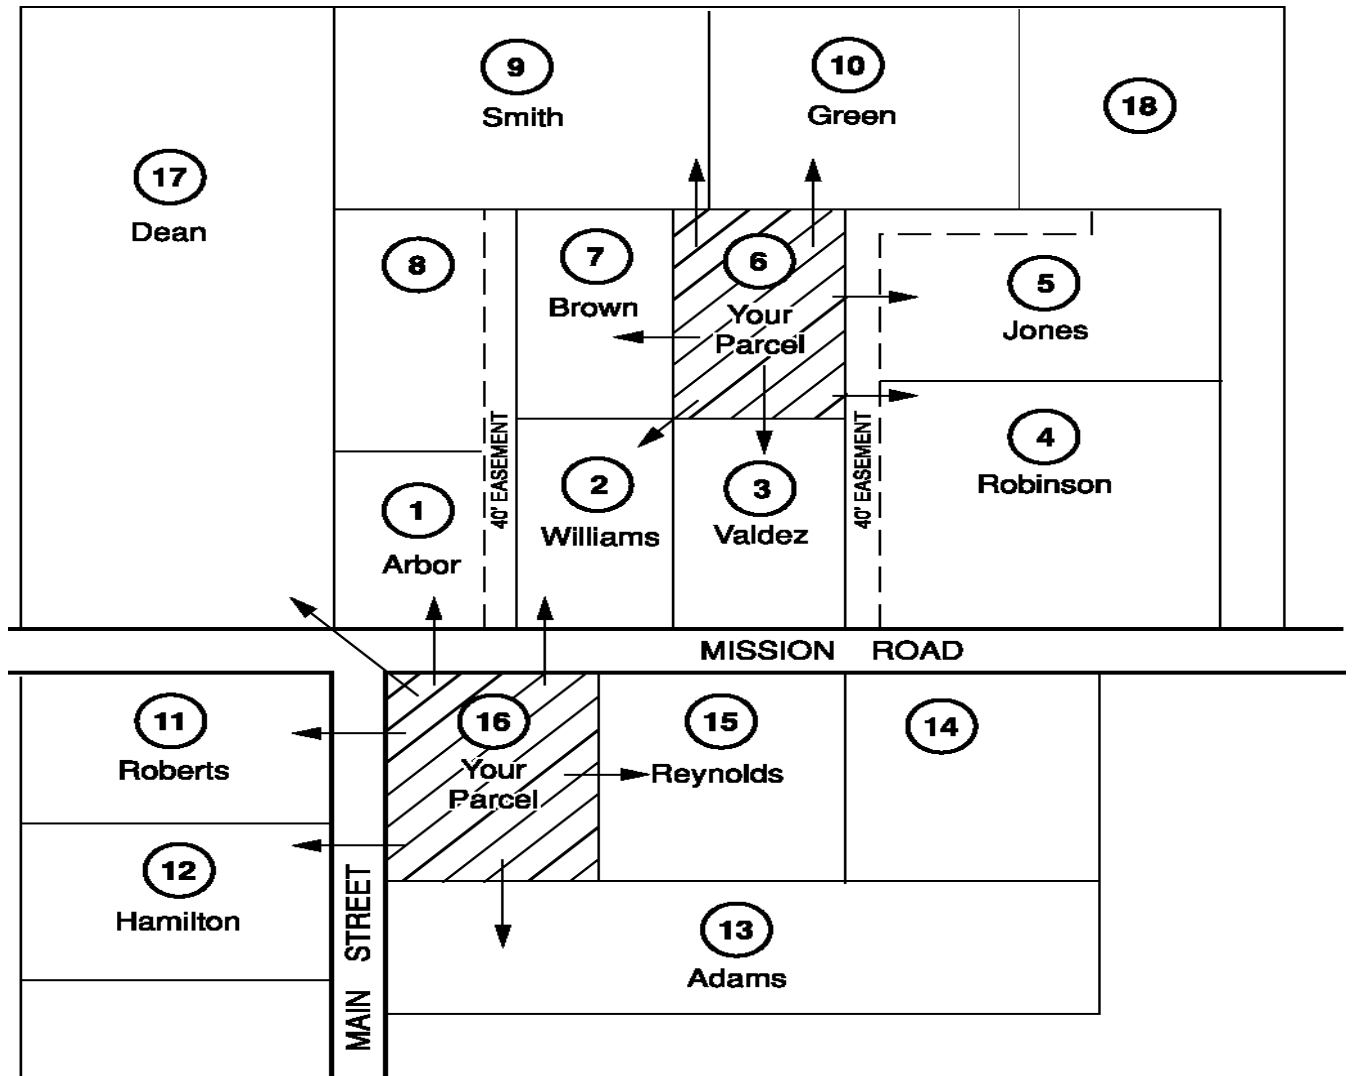 9
Smith
10
Green
18
17
Dean
8
7
Brown
6
Your
Parcel
5
Jones
40' EASEMENT
40' EASEMENT
4
Robinson
1
Arbor
2
Williams
3
Valdez
MISSION ROAD
11
Roberts
16
Your
Parcel
15
Reynolds
14
12
Hamilton
MAIN STREET
13
Adams